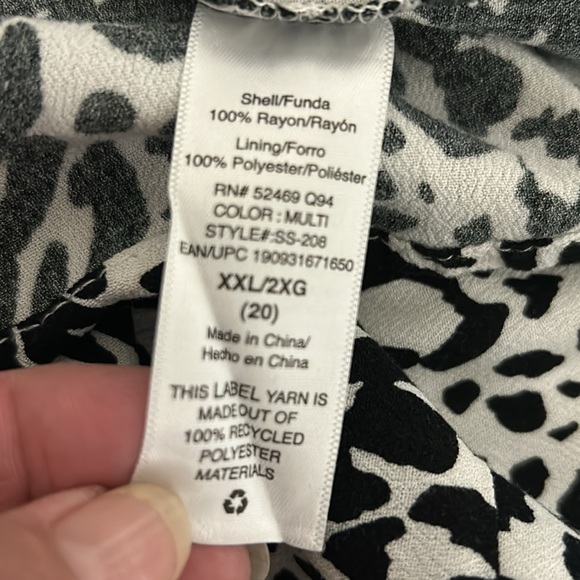 Shell/Funda
100% Rayon/Rayón
Lining/Forro
100% Polyester/Poliéster
RN# 52469 Q94
COLOR : MULTI
STYLE#:SS-208
EAN/UPC 190931671650
XXL/2XG
(20)
Made in China/
Hecho en China
THIS LABEL YARN IS
MADE OUT OF
100% RECYCLED
POLYESTER
MATERIALS